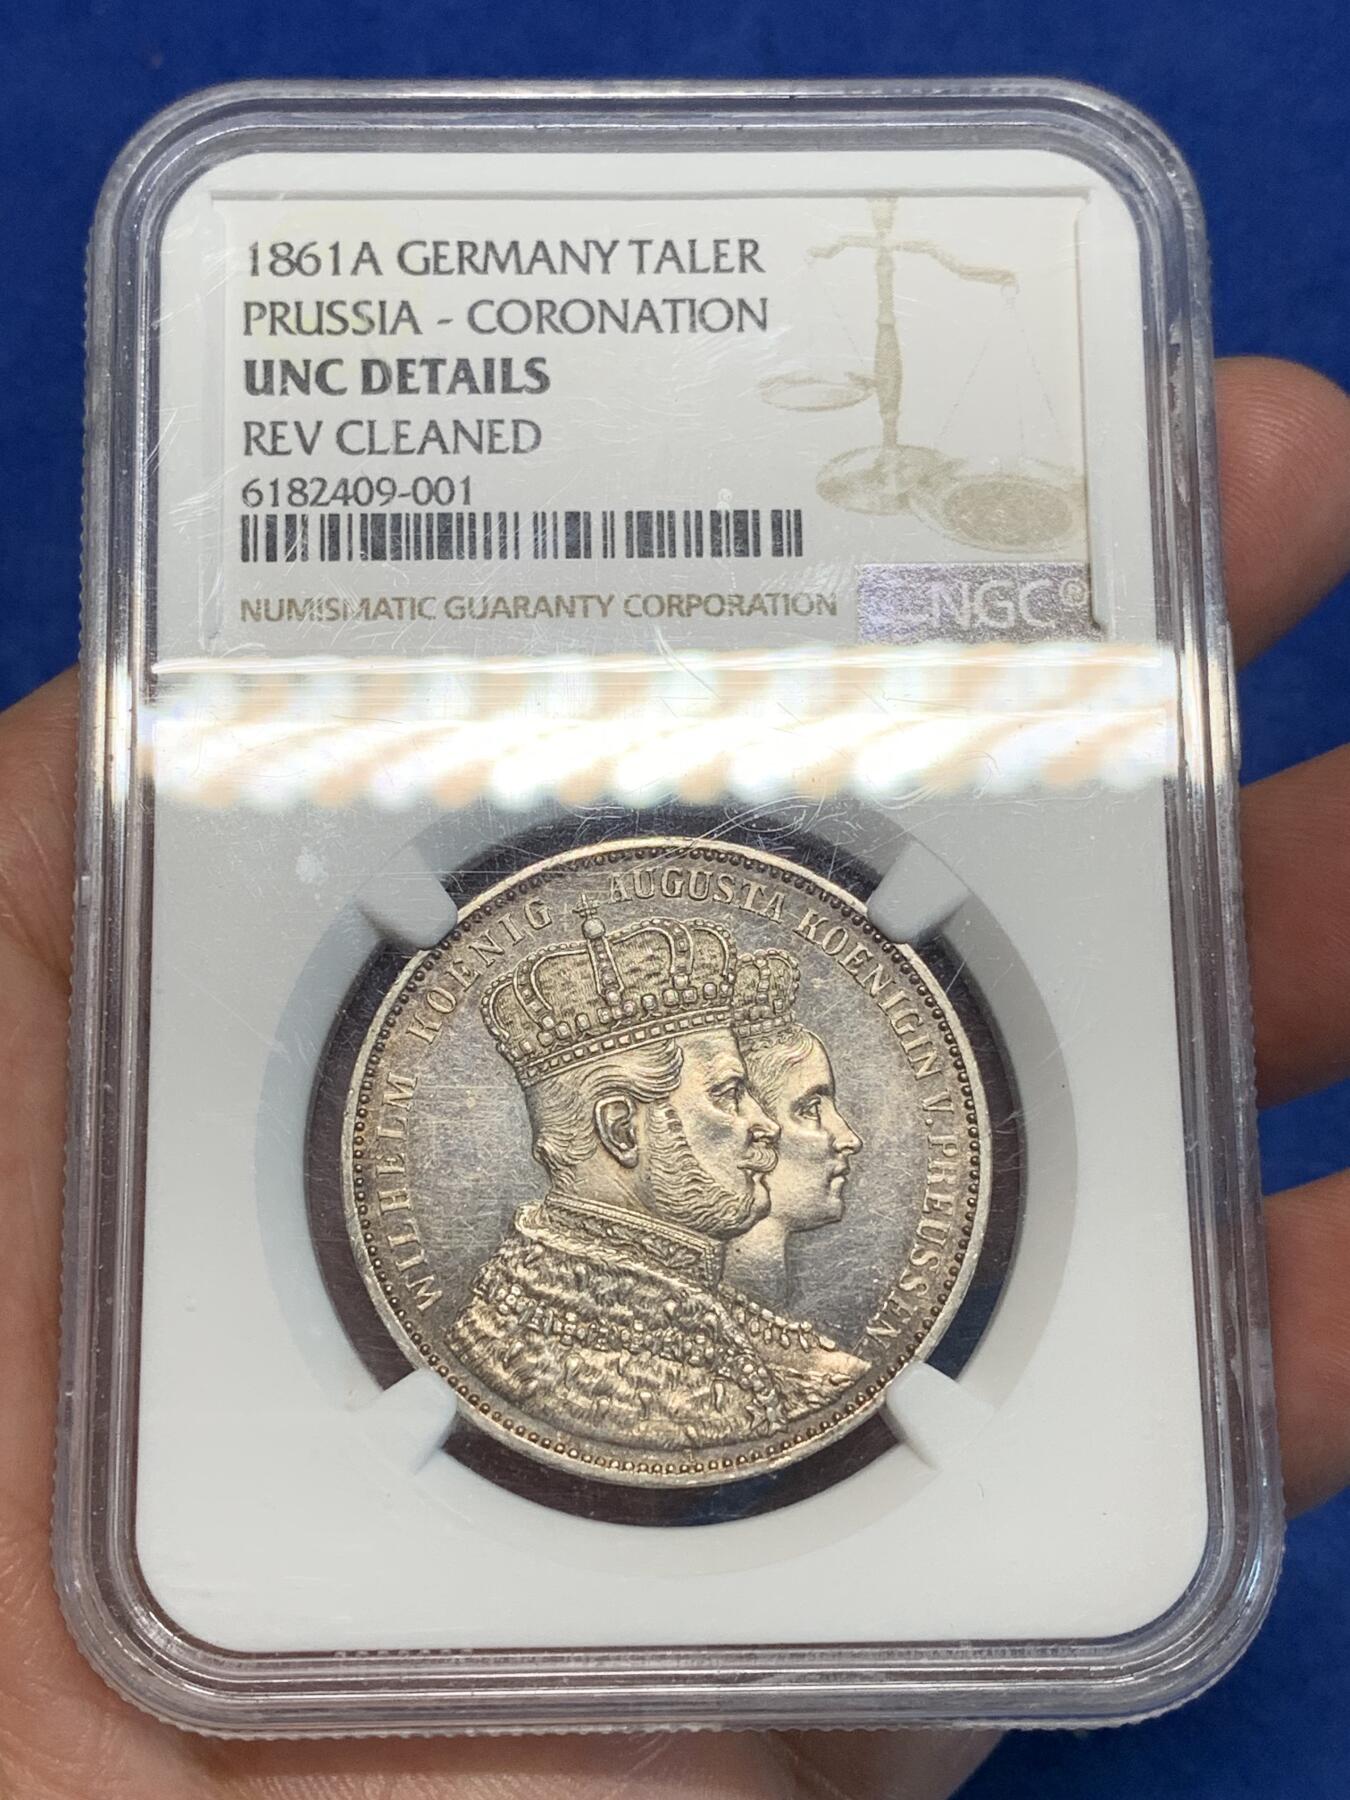 1861A GERMANY TALER
PRUSSIA - CORONATION
UNC DETAILS
REV CLEANED
6182409-001
NUMISMATIC GUARANTY CORPORATION
NGC®
WILHELM KOENIG AUGUSTA KOENIGIN V. PREUSSEN